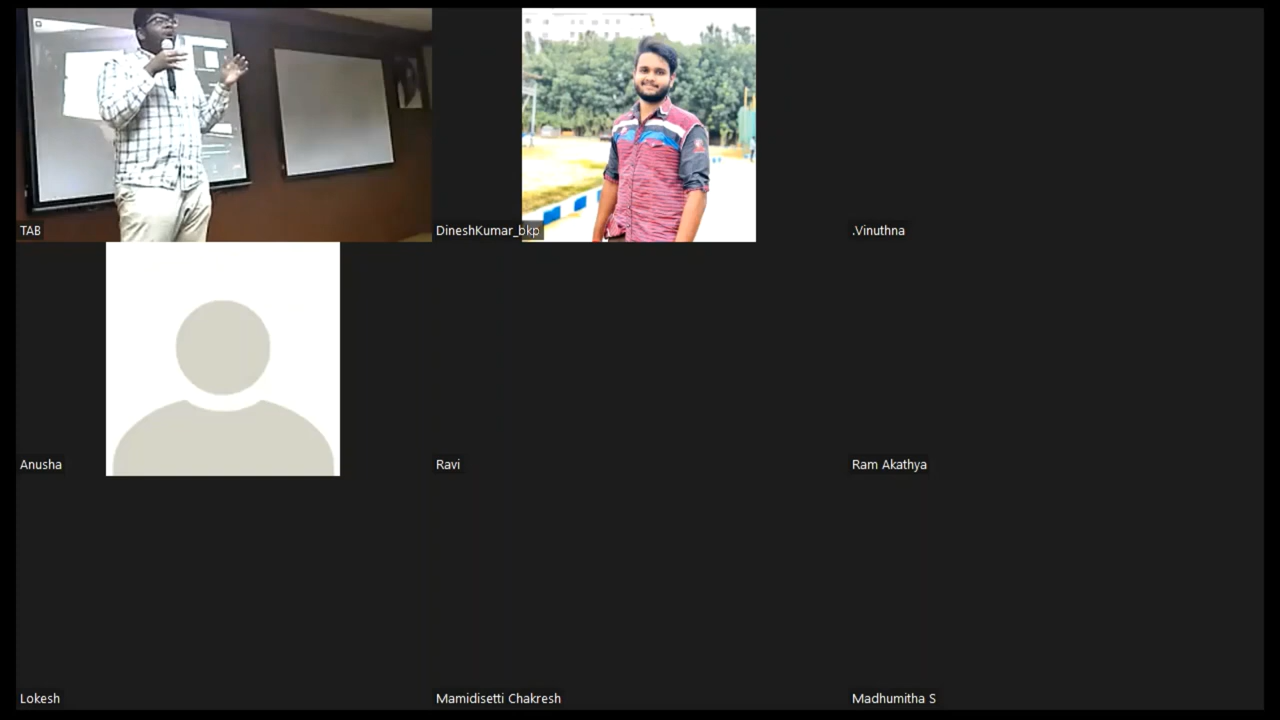 TAB
DineshKumar_bkp
.Vinuthna
Anusha
Ravi
Ram Akathya
Lokesh
Mamidisetti Chakresh
Madhumitha S